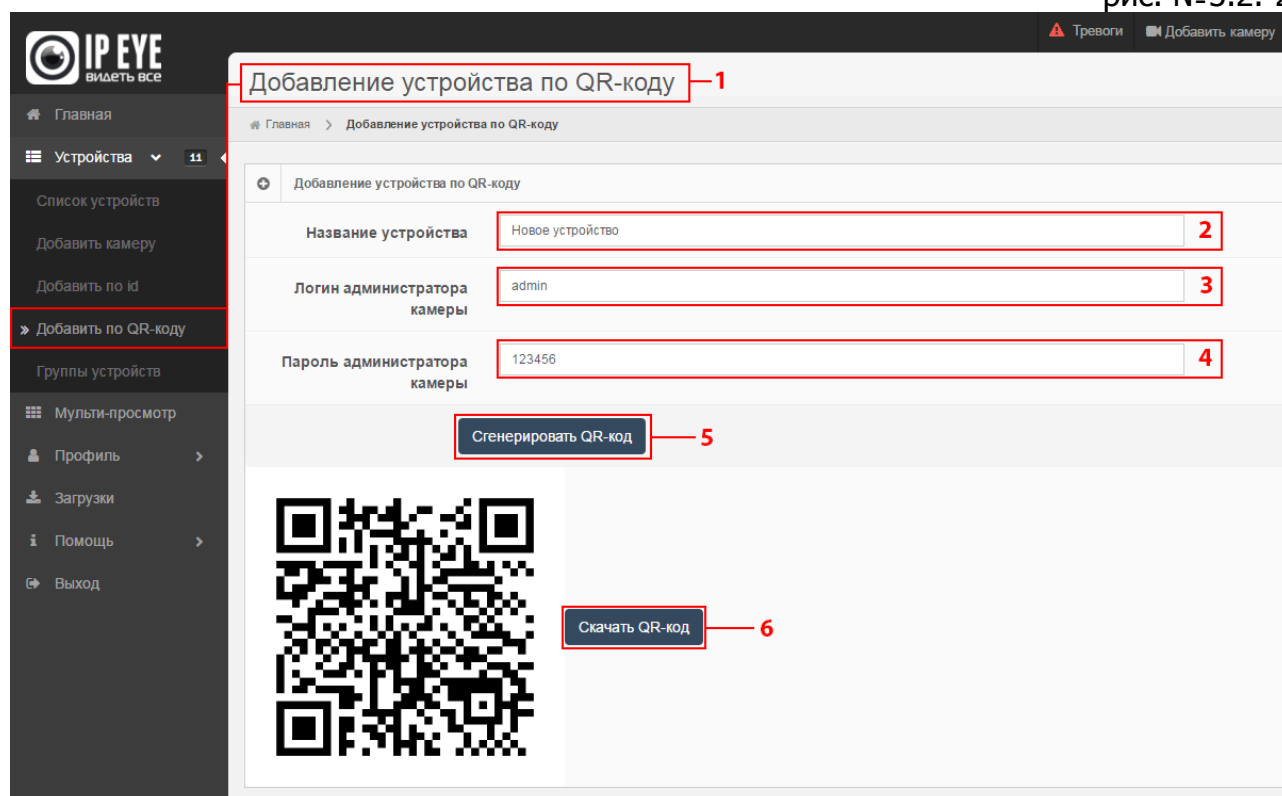 рис. №5.2. 2
IP EYE
видеть все
Тревоги
Добавить камеру
Добавление устройства по QR-коду
1
Главная
Главная > Добавление устройства по QR-коду
Устройства
11
Добавление устройства по QR-коду
Список устройств
Название устройства
Новое устройство
2
Добавить камеру
Добавить по id
Логин администратора
камеры
admin
3
» Добавить по QR-коду
Группы устройств
Пароль администратора
камеры
123456
4
Мульти-просмотр
Сгенерировать QR-код
5
Профиль
Загрузки
Помощь
Выход
Скачать QR-код
6